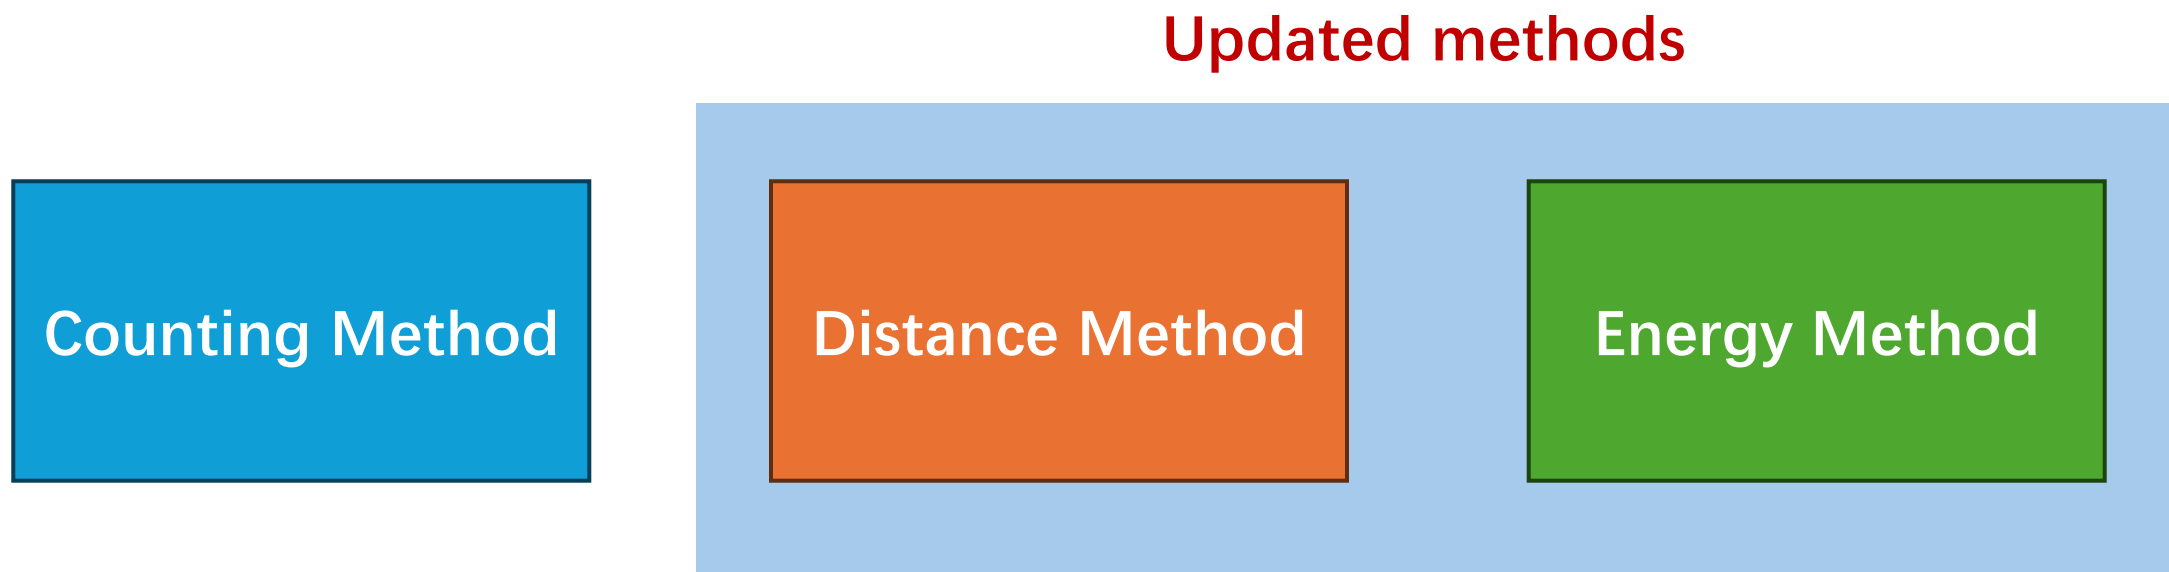 Updated methods
Counting Method
Distance Method
Energy Method